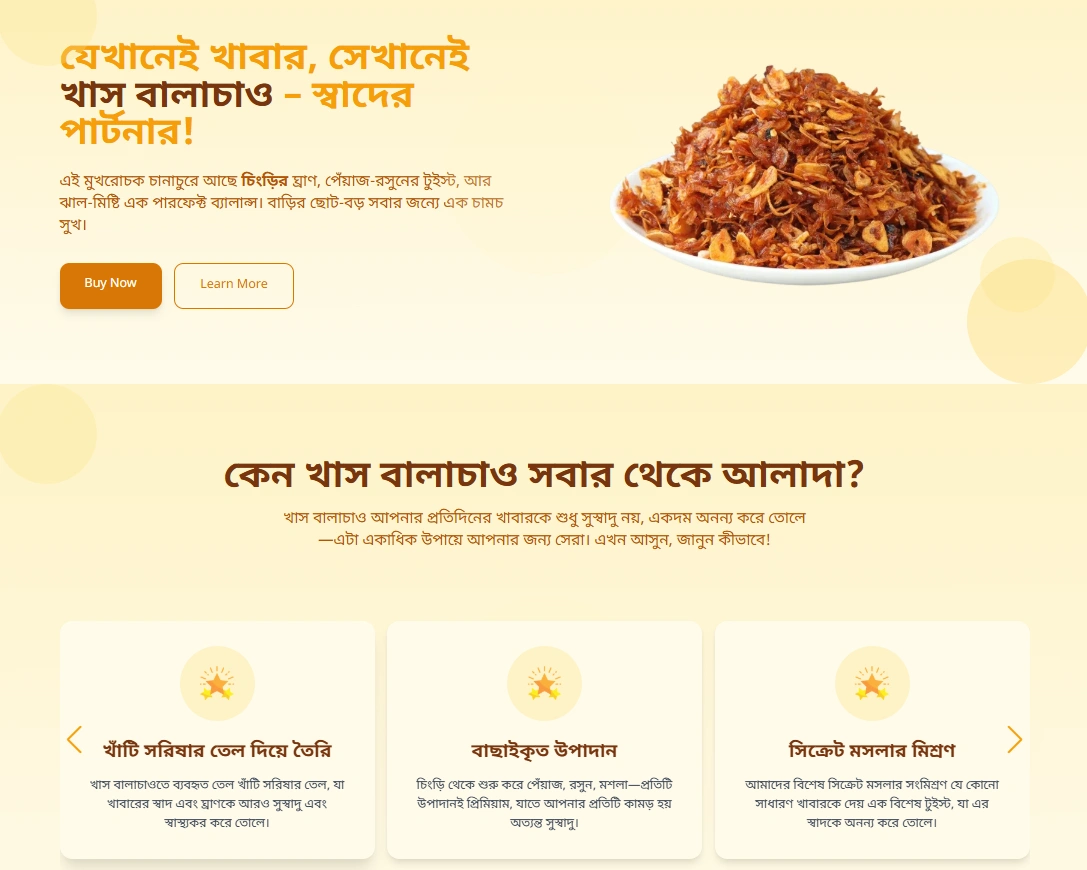 যেখানেই খাবার, সেখানেই
খাস বালাচাও – স্বাদের
পার্টনার!
এই মুখরোচক চানাচুরে আছে চিংড়ির ঘ্রাণ, পেঁয়াজ-রসুনের টুইস্ট, আর
ঝাল-মিষ্টি এক পারফেক্ট ব্যালান্স। বাড়ির ছোট-বড় সবার জন্যে এক চামচ
সুখ।
Buy Now
Learn More
কেন খাস বালাচাও সবার থেকে আলাদা?
খাস বালাচাও আপনার প্রতিদিনের খাবারকে শুধু সুস্বাদু নয়, একদম অনন্য করে তোলে
—এটা একাধিক উপায়ে আপনার জন্য সেরা। এখন আসুন, জানুন কীভাবে!
খাঁটি সরিষার তেল দিয়ে তৈরি
খাস বালাচাওতে ব্যবহৃত তেল খাঁটি সরিষার তেল, যা
খাবারের স্বাদ এবং ঘ্রাণকে আরও সুস্বাদু এবং
স্বাস্থ্যকর করে তোলে।
বাছাইকৃত উপাদান
চিংড়ি থেকে শুরু করে পেঁয়াজ, রসুন, মশলা—প্রতিটি
উপাদানই প্রিমিয়াম, যাতে আপনার প্রতিটি কামড় হয়
অত্যন্ত সুস্বাদু।
সিক্রেট মসলার মিশ্রণ
আমাদের বিশেষ সিক্রেট মসলার সংমিশ্রণ যে কোনো
সাধারণ খাবারকে দেয় এক বিশেষ টুইস্ট, যা এর
স্বাদকে অনন্য করে তোলে।